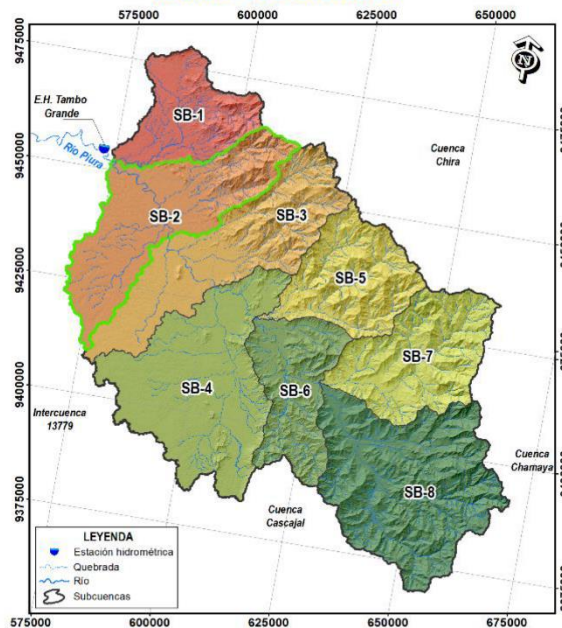 575000 600000 625000 650000
9475000
9450000
9425000
9400000
9375000
E.H. Tambo
Grande
Río Piura
N
SB-1
Cuenca
Chira
SB-2
SB-3
SB-5
SB-7
SB-4
SB-6
SB-8
Intercuenca
13779
Cuenca
Cascajal
Cuenca
Chamaya
LEYENDA
Estación hidrométrica
Quebrada
Río
Subcuencas
575000 600000 625000 650000 675000